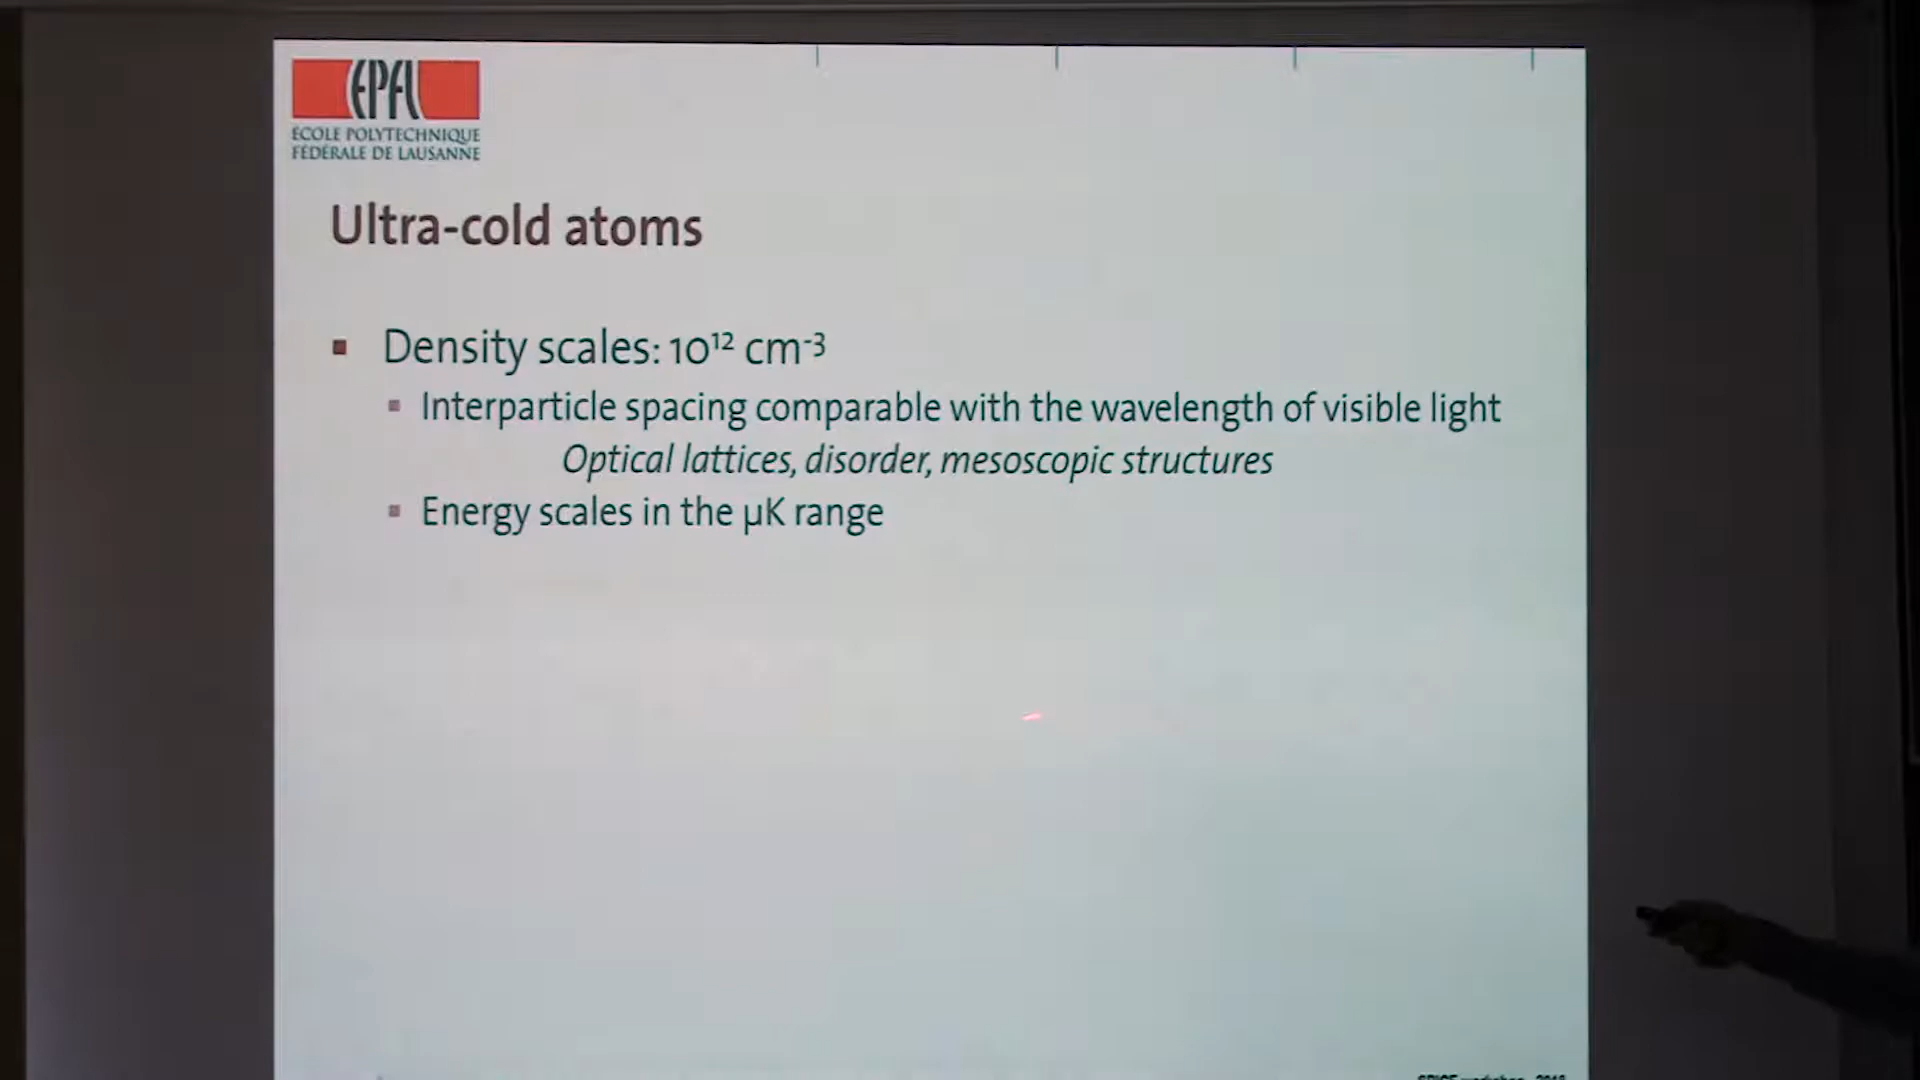 EPFL
ÉCOLE POLYTECHNIQUE
FÉDÉRALE DE LAUSANNE
Ultra-cold atoms
Density scales: 10¹² cm⁻³
Interparticle spacing comparable with the wavelength of visible light
Optical lattices, disorder, mesoscopic structures
Energy scales in the µK range